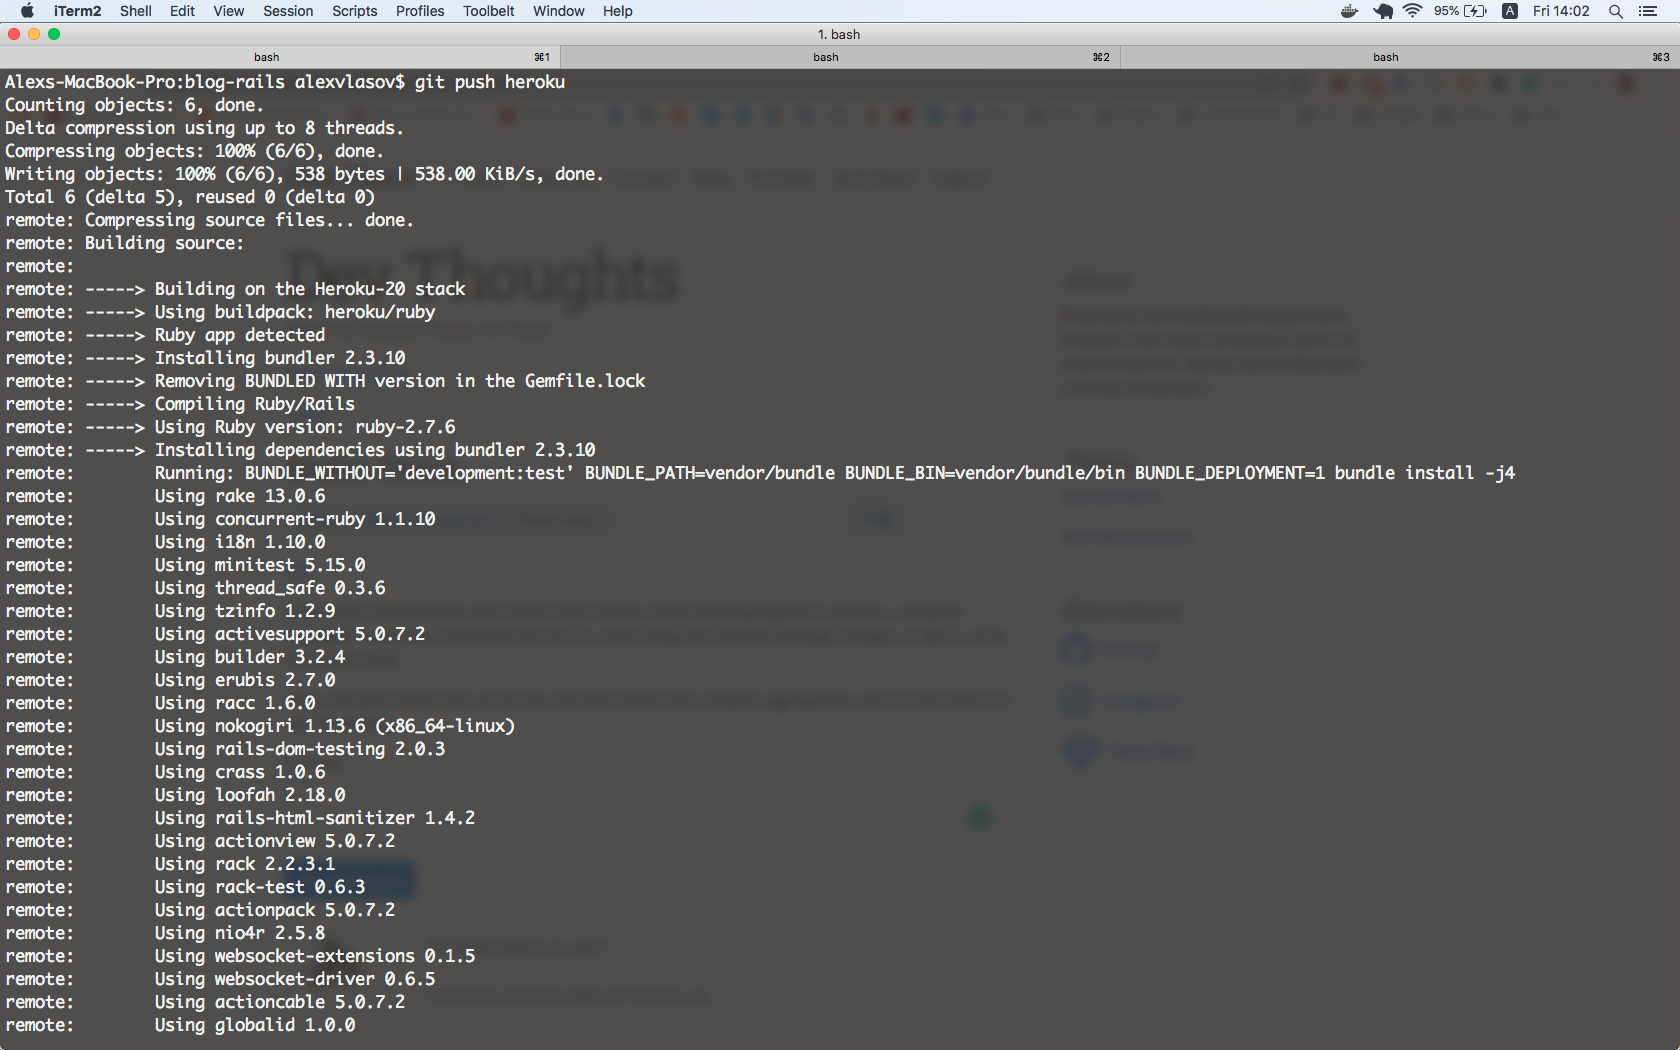 iTerm2 Shell Edit View Session Scripts Profiles Toolbelt Window Help 95% A Fri 14:02
1. bash
bash ⌘1 bash ⌘2 bash ⌘3
Alexs-MacBook-Pro:blog-rails alexvlasov$ git push heroku
Counting objects: 6, done.
Delta compression using up to 8 threads.
Compressing objects: 100% (6/6), done.
Writing objects: 100% (6/6), 538 bytes | 538.00 KiB/s, done.
Total 6 (delta 5), reused 0 (delta 0)
remote: Compressing source files... done.
remote: Building source:
remote:
remote: -----> Building on the Heroku-20 stack
remote: -----> Using buildpack: heroku/ruby
remote: -----> Ruby app detected
remote: -----> Installing bundler 2.3.10
remote: -----> Removing BUNDLED WITH version in the Gemfile.lock
remote: -----> Compiling Ruby/Rails
remote: -----> Using Ruby version: ruby-2.7.6
remote: -----> Installing dependencies using bundler 2.3.10
remote:        Running: BUNDLE_WITHOUT='development:test' BUNDLE_PATH=vendor/bundle BUNDLE_BIN=vendor/bundle/bin BUNDLE_DEPLOYMENT=1 bundle install -j4
remote:        Using rake 13.0.6
remote:        Using concurrent-ruby 1.1.10
remote:        Using i18n 1.10.0
remote:        Using minitest 5.15.0
remote:        Using thread_safe 0.3.6
remote:        Using tzinfo 1.2.9
remote:        Using activesupport 5.0.7.2
remote:        Using builder 3.2.4
remote:        Using erubis 2.7.0
remote:        Using racc 1.6.0
remote:        Using nokogiri 1.13.6 (x86_64-linux)
remote:        Using rails-dom-testing 2.0.3
remote:        Using crass 1.0.6
remote:        Using loofah 2.18.0
remote:        Using rails-html-sanitizer 1.4.2
remote:        Using actionview 5.0.7.2
remote:        Using rack 2.2.3.1
remote:        Using rack-test 0.6.3
remote:        Using actionpack 5.0.7.2
remote:        Using nio4r 2.5.8
remote:        Using websocket-extensions 0.1.5
remote:        Using websocket-driver 0.6.5
remote:        Using actioncable 5.0.7.2
remote:        Using globalid 1.0.0
Dev Thoughts